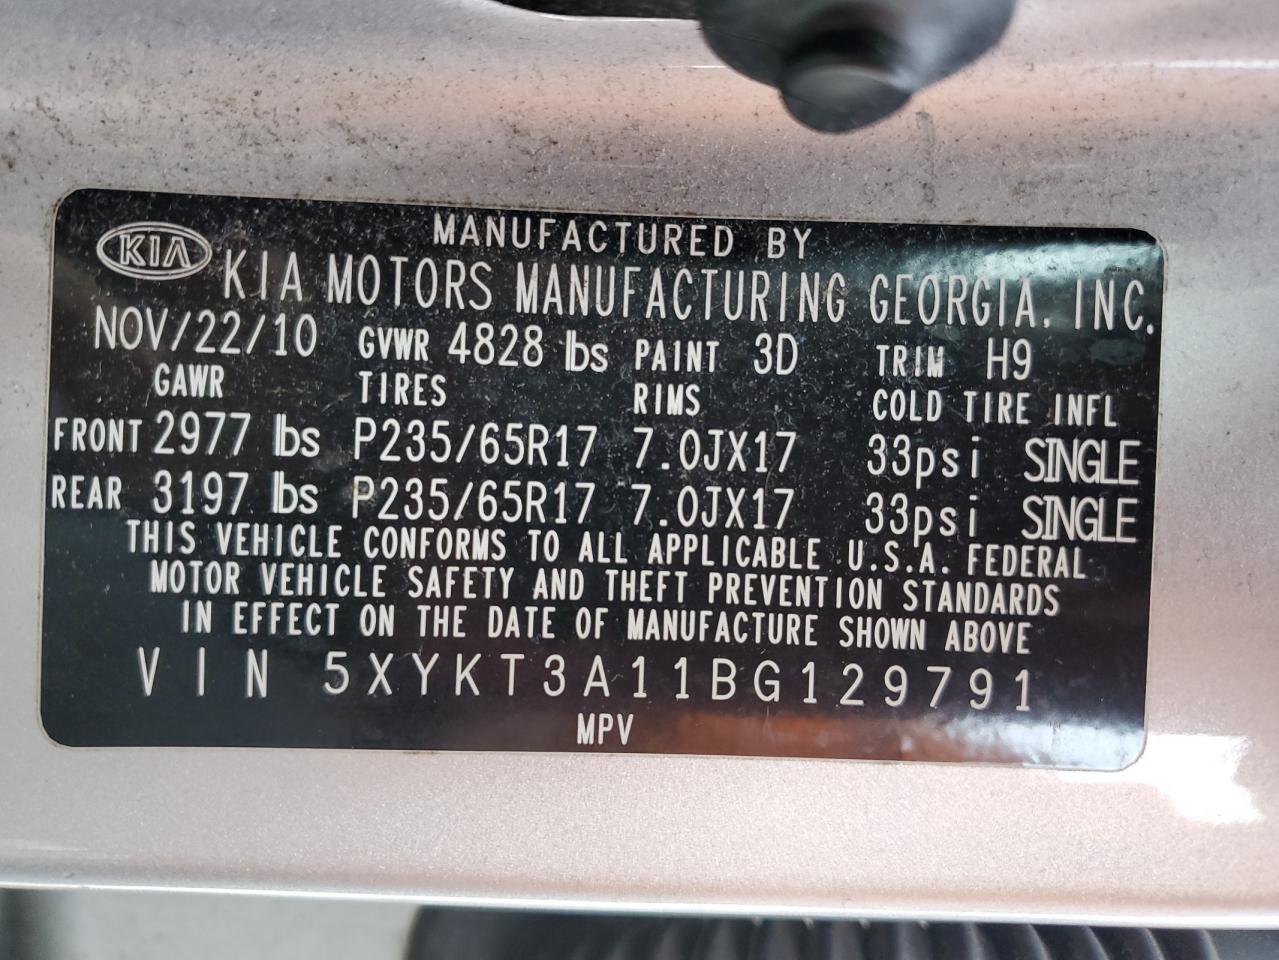 MANUFACTURED BY
KIA
KIA MOTORS MANUFACTURING GEORGIA. INC.
NOV/22/10 GVWR 4828 lbs PAINT 3D TRIM H9
GAWR TIRES RIMS COLD TIRE INFL
FRONT 2977 lbs P235/65R17 7.0JX17 33psi SINGLE
REAR 3197 lbs P235/65R17 7.0JX17 33psi SINGLE
THIS VEHICLE CONFORMS TO ALL APPLICABLE U.S.A. FEDERAL
MOTOR VEHICLE SAFETY AND THEFT PREVENTION STANDARDS
IN EFFECT ON THE DATE OF MANUFACTURE SHOWN ABOVE
VIN 5XYKT3A11BG129791
MPV